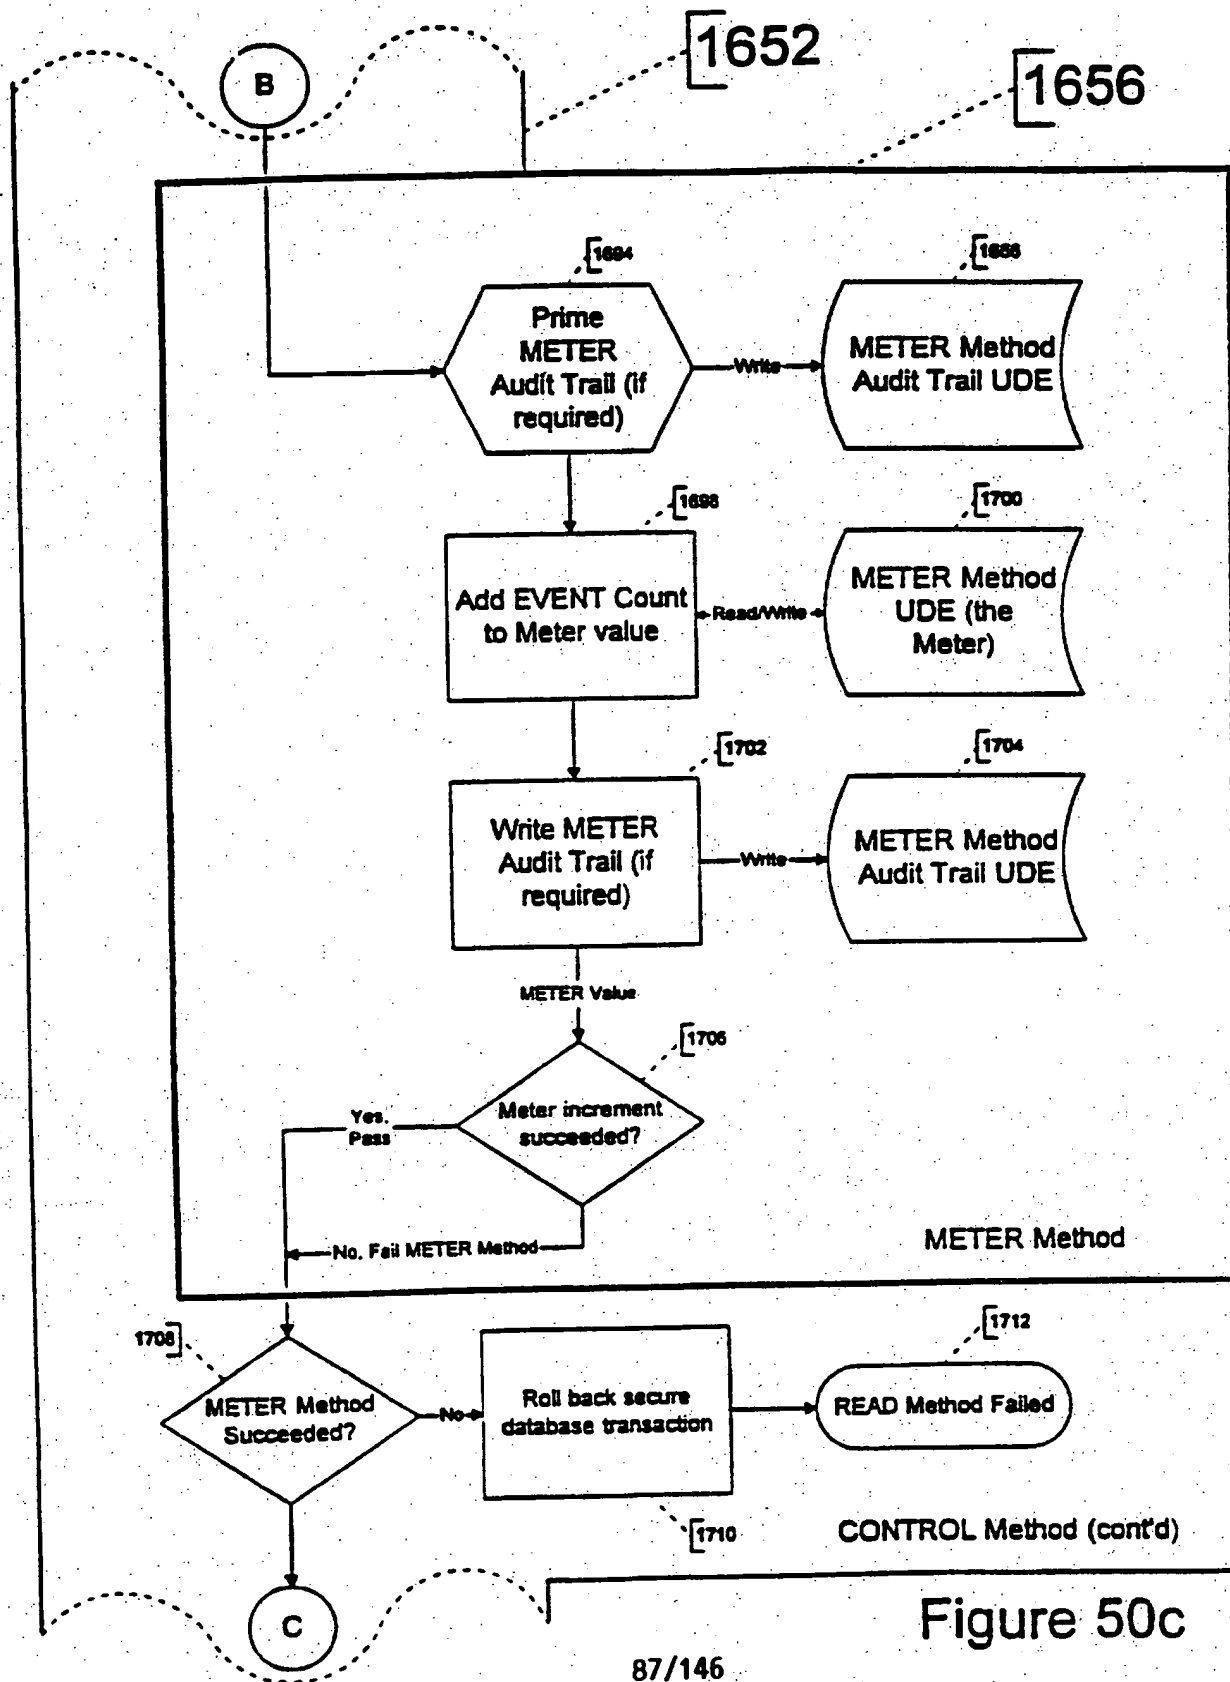 1652
1656
B
1694
Prime
METER
Audit Trail (if
required)
Write
METER Method
Audit Trail UDE
1698
Add EVENT Count
to Meter value
Read/Write
1700
METER Method
UDE (the
Meter)
1702
Write METER
Audit Trail (if
required)
Write
1704
METER Method
Audit Trail UDE
METER Value
1706
Meter increment
succeeded?
Yes.
Pass
No. Fail METER Method
METER Method
1708
METER Method
Succeeded?
No
Roll back secure
database transaction
1710
1712
READ Method Failed
CONTROL Method (cont'd)
C
Figure 50c
87/146